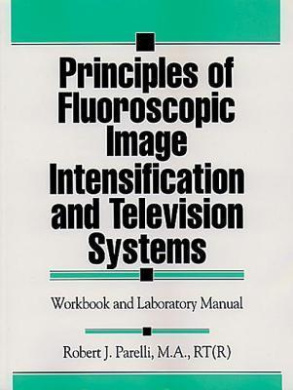 Principles of
Fluoroscopic
Image
Intensification
and Television
Systems
Workbook and Laboratory Manual
Robert J. Parelli, M.A., RT(R)